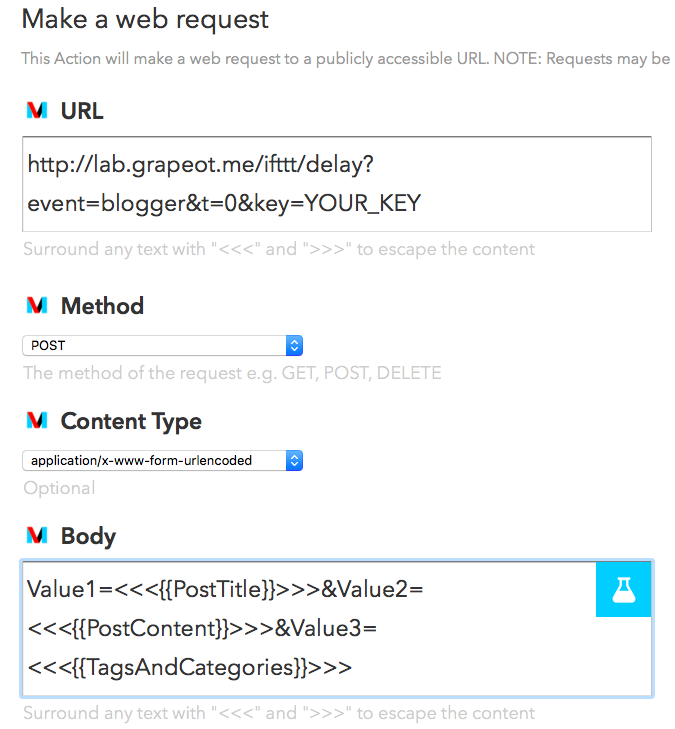 Make a web request
This Action will make a web request to a publicly accessible URL. NOTE: Requests may be
URL
http://lab.grapeot.me/ifttt/delay?
event=blogger&t=0&key=YOUR_KEY
Surround any text with "<<<" and ">>>" to escape the content
Method
POST
The method of the request e.g. GET, POST, DELETE
Content Type
application/x-www-form-urlencoded
Optional
Body
Value1=<<<{{PostTitle}}>>>&Value2=
<<<{{PostContent}}>>>&Value3=
<<<{{TagsAndCategories}}>>>
Surround any text with "<<<" and ">>>" to escape the content